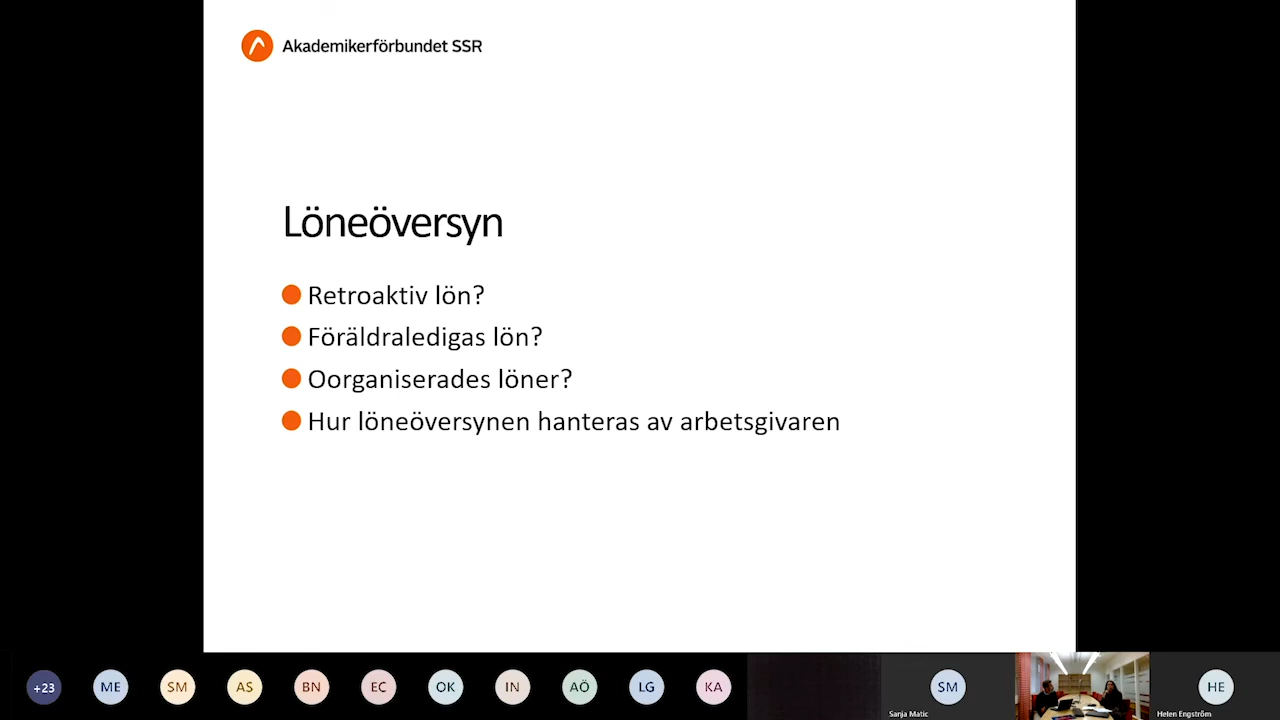 Akademikerförbundet SSR
Löneöversyn
Retroaktiv lön?
Föräldraledigas lön?
Oorganiserades löner?
Hur löneöversynen hanteras av arbetsgivaren
+23
ME
SM
AS
BN
EC
OK
IN
AÖ
LG
KA
SM
HE
Sanja Matic
Helen Engström